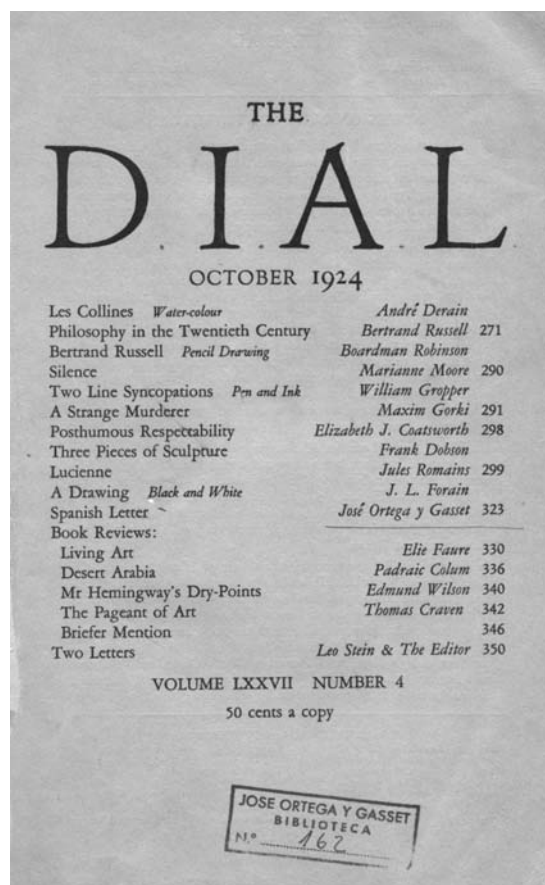 THE
D.I.A.L
OCTOBER 1924
Les Collines Water-colour André Derain
Philosophy in the Twentieth Century Bertrand Russell 271
Bertrand Russell Pencil Drawing Boardman Robinson
Silence Marianne Moore 290
Two Line Syncopations Pen and Ink William Gropper
A Strange Murderer Maxim Gorki 291
Posthumous Respectability Elizabeth J. Coatsworth 298
Three Pieces of Sculpture Frank Dobson
Lucienne Jules Romains 299
A Drawing Black and White J. L. Forain
Spanish Letter José Ortega y Gasset 323
Book Reviews:
Living Art Elie Faure 330
Desert Arabia Padraic Colum 336
Mr Hemingway's Dry-Points Edmund Wilson 340
The Pageant of Art Thomas Craven 342
Briefer Mention 346
Two Letters Leo Stein & The Editor 350
VOLUME LXXVII NUMBER 4
50 cents a copy
JOSE ORTEGA Y GASSET
BIBLIOTECA
N.º 162